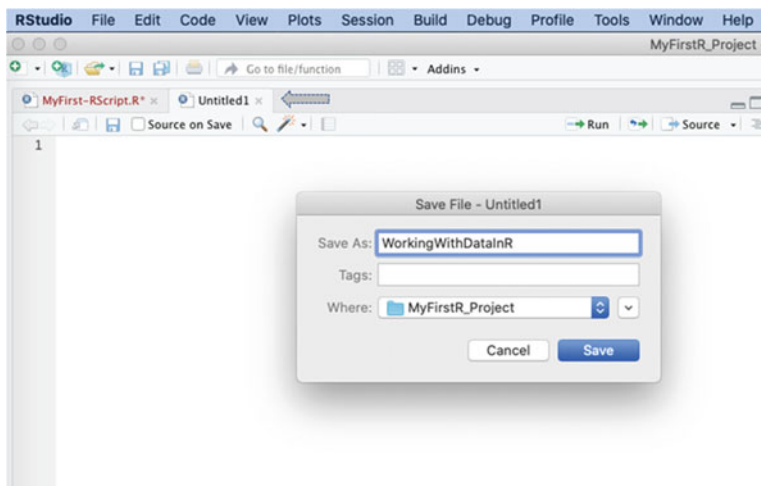 RStudio File Edit Code View Plots Session Build Debug Profile Tools Window Help
MyFirstR_Project
Go to file/function Addins
MyFirst-RScript.R* Untitled1
Source on Save Run Source
1
Save File - Untitled1
Save As: WorkingWithDataInR
Tags:
Where: MyFirstR_Project
Cancel Save